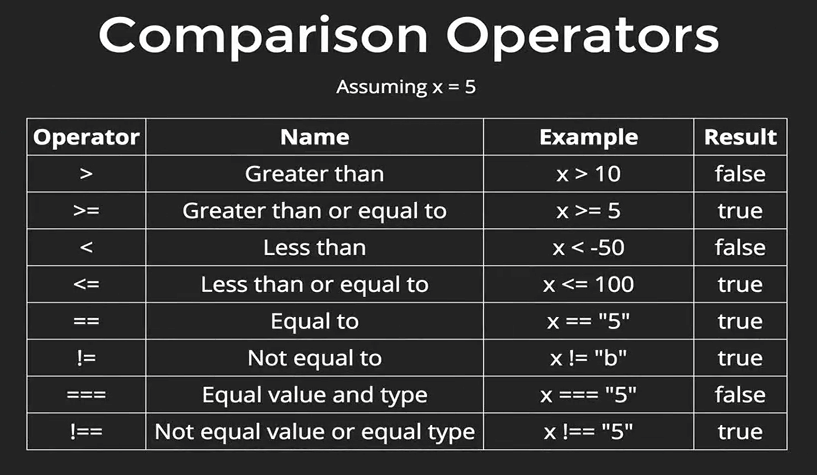 Comparison Operators
Assuming x = 5
Operator Name Example Result
> Greater than x > 10 false
>= Greater than or equal to x >= 5 true
< Less than x < -50 false
<= Less than or equal to x <= 100 true
== Equal to x == "5" true
!= Not equal to x != "b" true
=== Equal value and type x === "5" false
!== Not equal value or equal type x !== "5" true